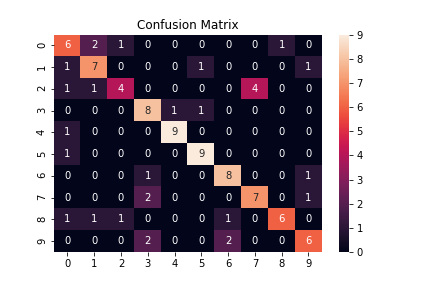 Confusion Matrix
0 6 2 1 0 0 0 0 0 1 0
1 1 7 0 0 0 1 0 0 0 1
2 1 1 4 0 0 0 0 4 0 0
3 0 0 0 8 1 1 0 0 0 0
4 1 0 0 0 9 0 0 0 0 0
5 1 0 0 0 0 9 0 0 0 0
6 0 0 0 1 0 0 8 0 0 1
7 0 0 0 2 0 0 0 7 0 1
8 1 1 1 0 0 0 1 0 6 0
9 0 0 0 2 0 0 2 0 0 6
0 1 2 3 4 5 6 7 8 9
9
8
7
6
5
4
3
2
1
0